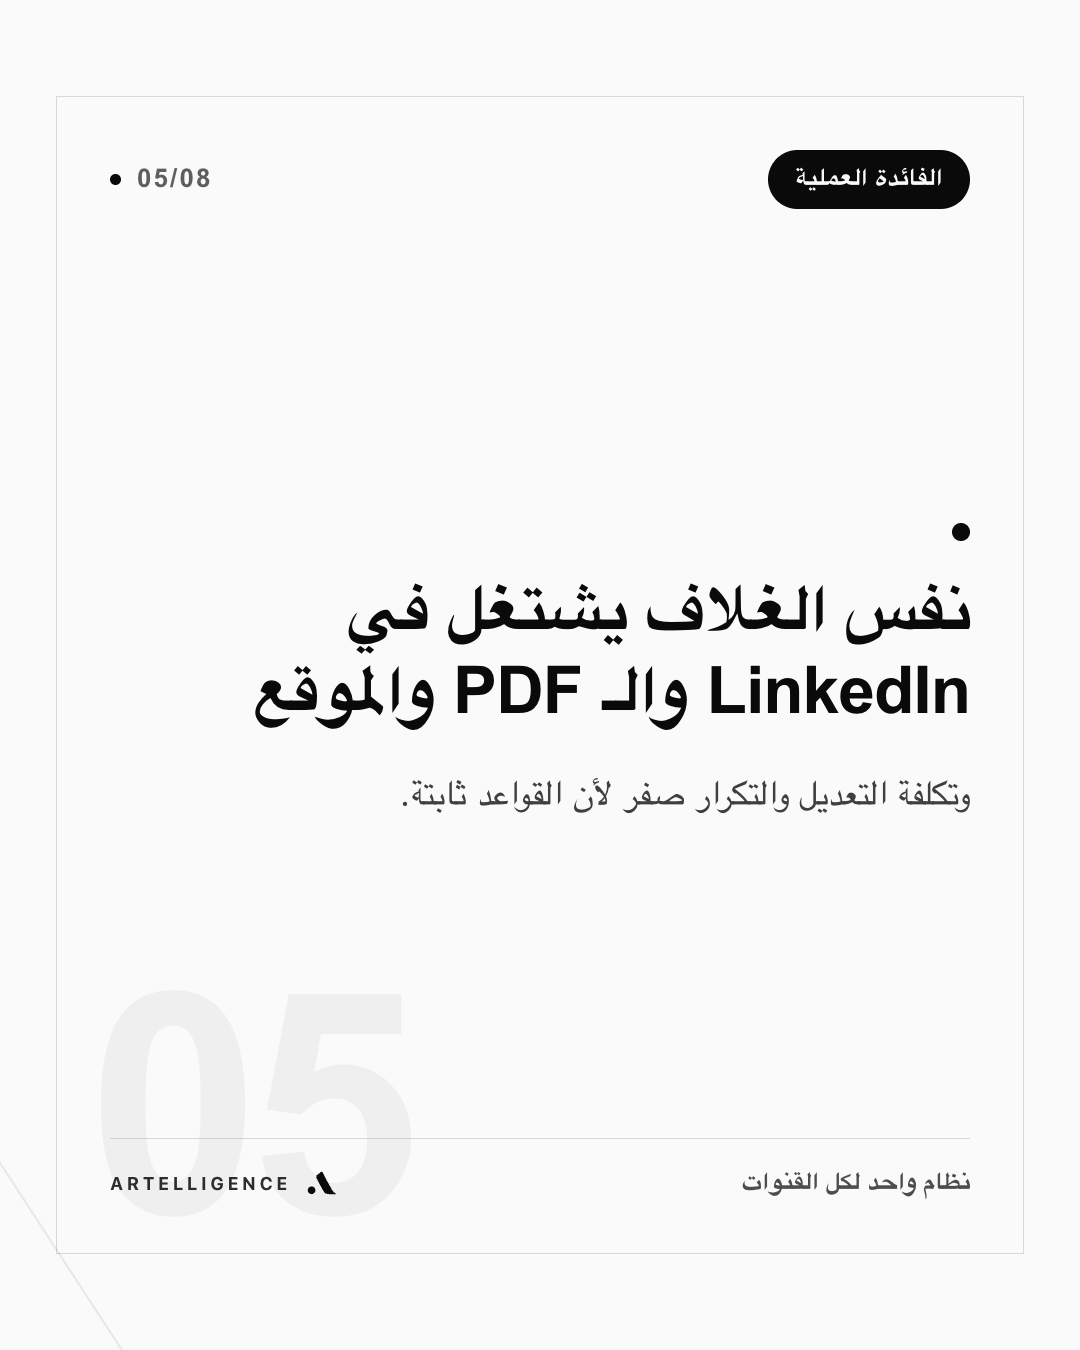 الفائدة العملية
05/08
نفس الغلاف يشتغل في
LinkedIn والـ PDF والموقع
وتكلفة التعديل والتكرار صفر لأن القواعد ثابتة.
05
نظام واحد لكل القنوات
ARTELLIGENCE